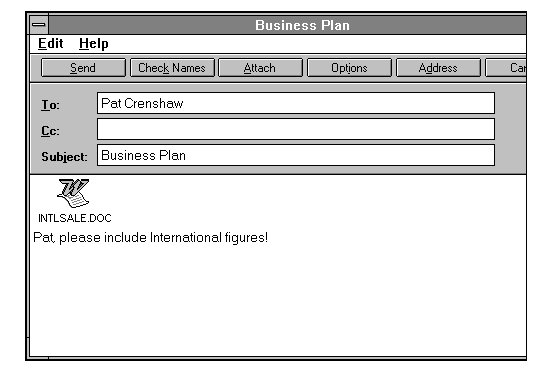 Business Plan
Edit Help
Send Check Names Attach Options Address Can
To: Pat Crenshaw
Cc:
Subject: Business Plan
W
INTLSALE.DOC
Pat, please include International figures!